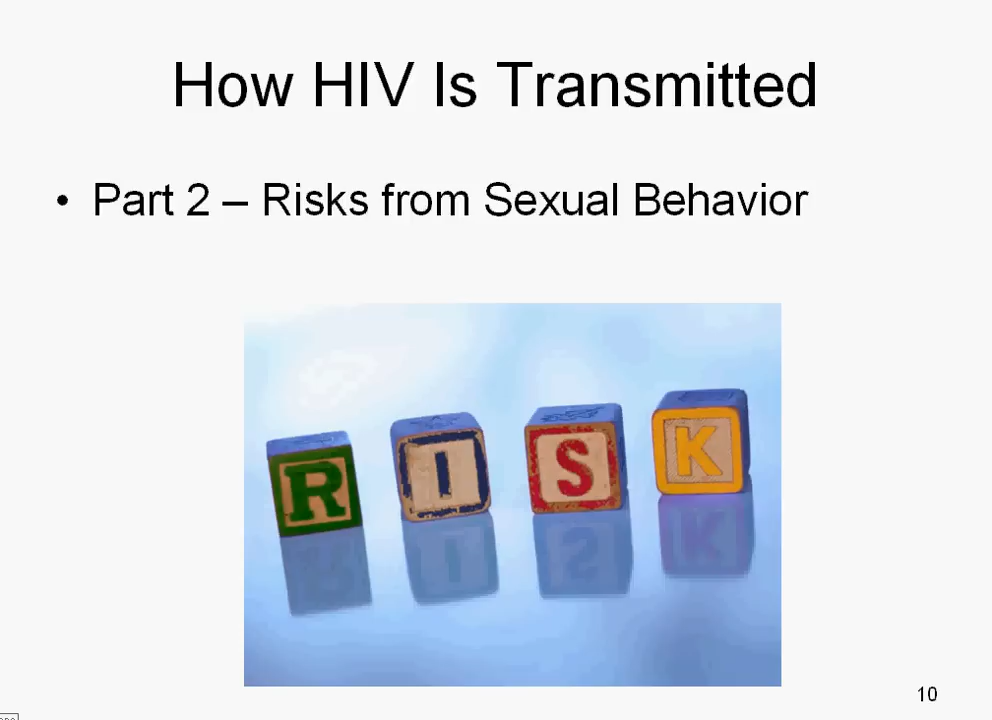 How HIV Is Transmitted
• Part 2 – Risks from Sexual Behavior
RISK
10